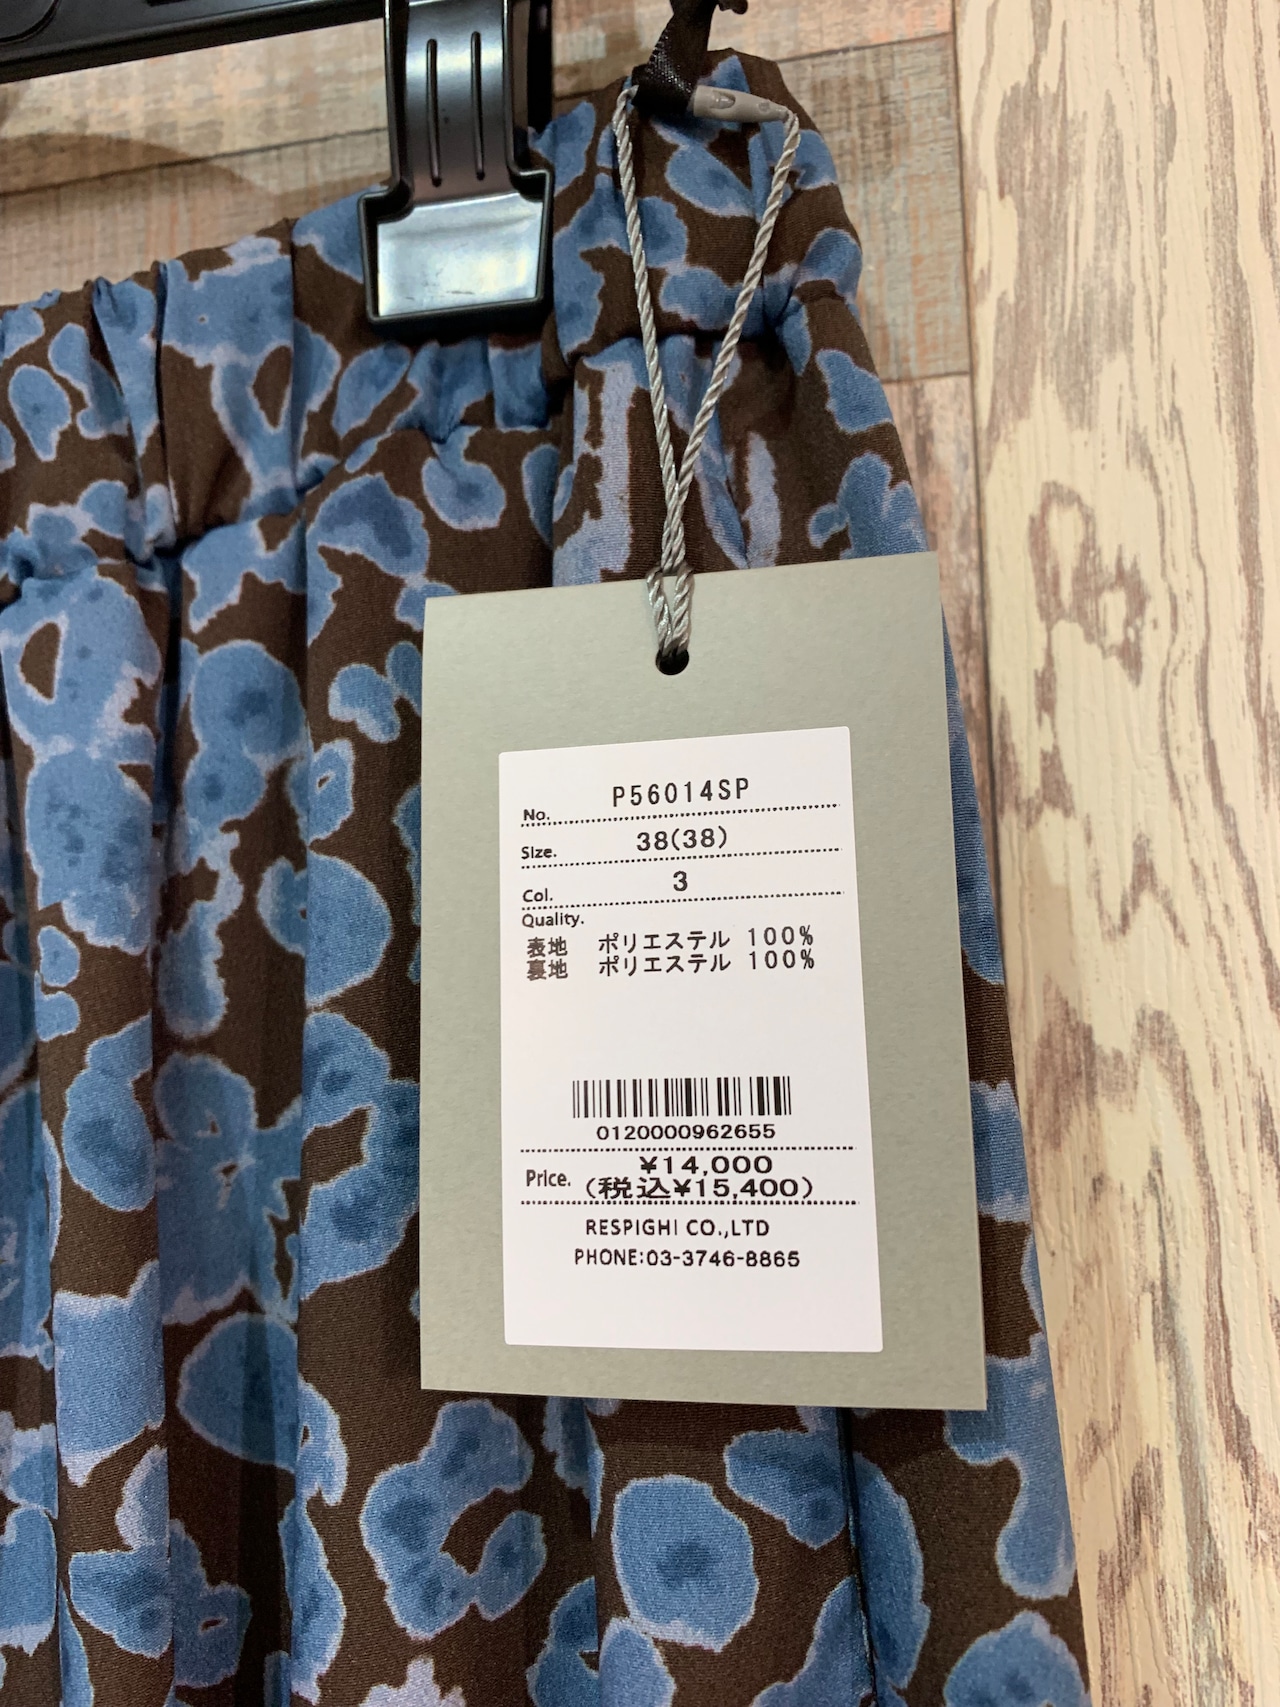 No. P56014SP
Size. 38(38)
Col. 3
Quality.
表地 ポリエステル 100%
裏地 ポリエステル 100%
0120000962655
Price. ¥14,000
(税込¥15,400)
RESPIGHI CO.,LTD
PHONE:03-3746-8865